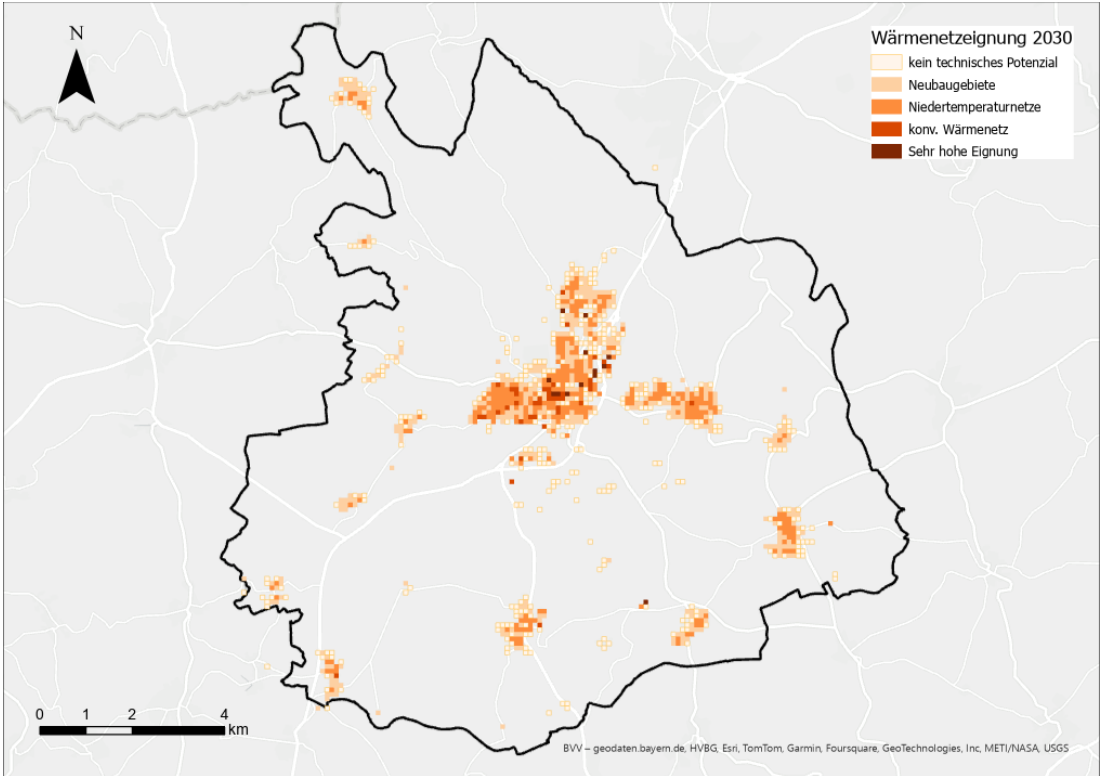 N
Wärmenetzeignung 2030
kein technisches Potenzial
Neubaugebiete
Niedertemperaturnetze
konv. Wärmenetz
Sehr hohe Eignung
0 1 2 4
km
BVV – geodaten.bayern.de, HVBG, Esri, TomTom, Garmin, Foursquare, GeoTechnologies, Inc, METI/NASA, USGS